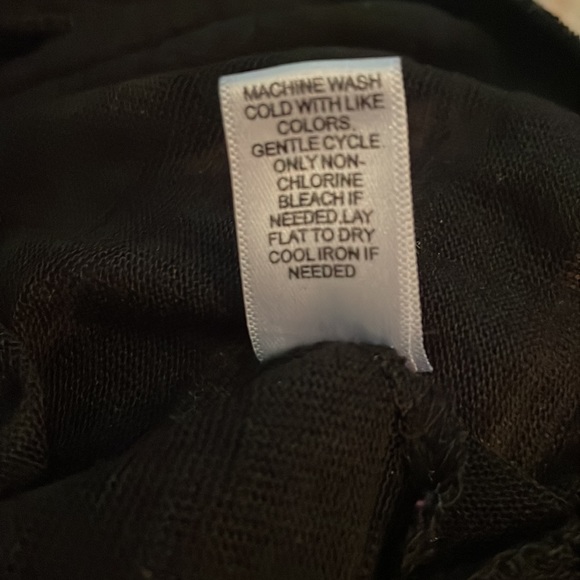 MACHINE WASH
COLD WITH LIKE
COLORS.
GENTLE CYCLE
ONLY NON-
CHLORINE
BLEACH IF
NEEDED.LAY
FLAT TO DRY
COOL IRON IF
NEEDED